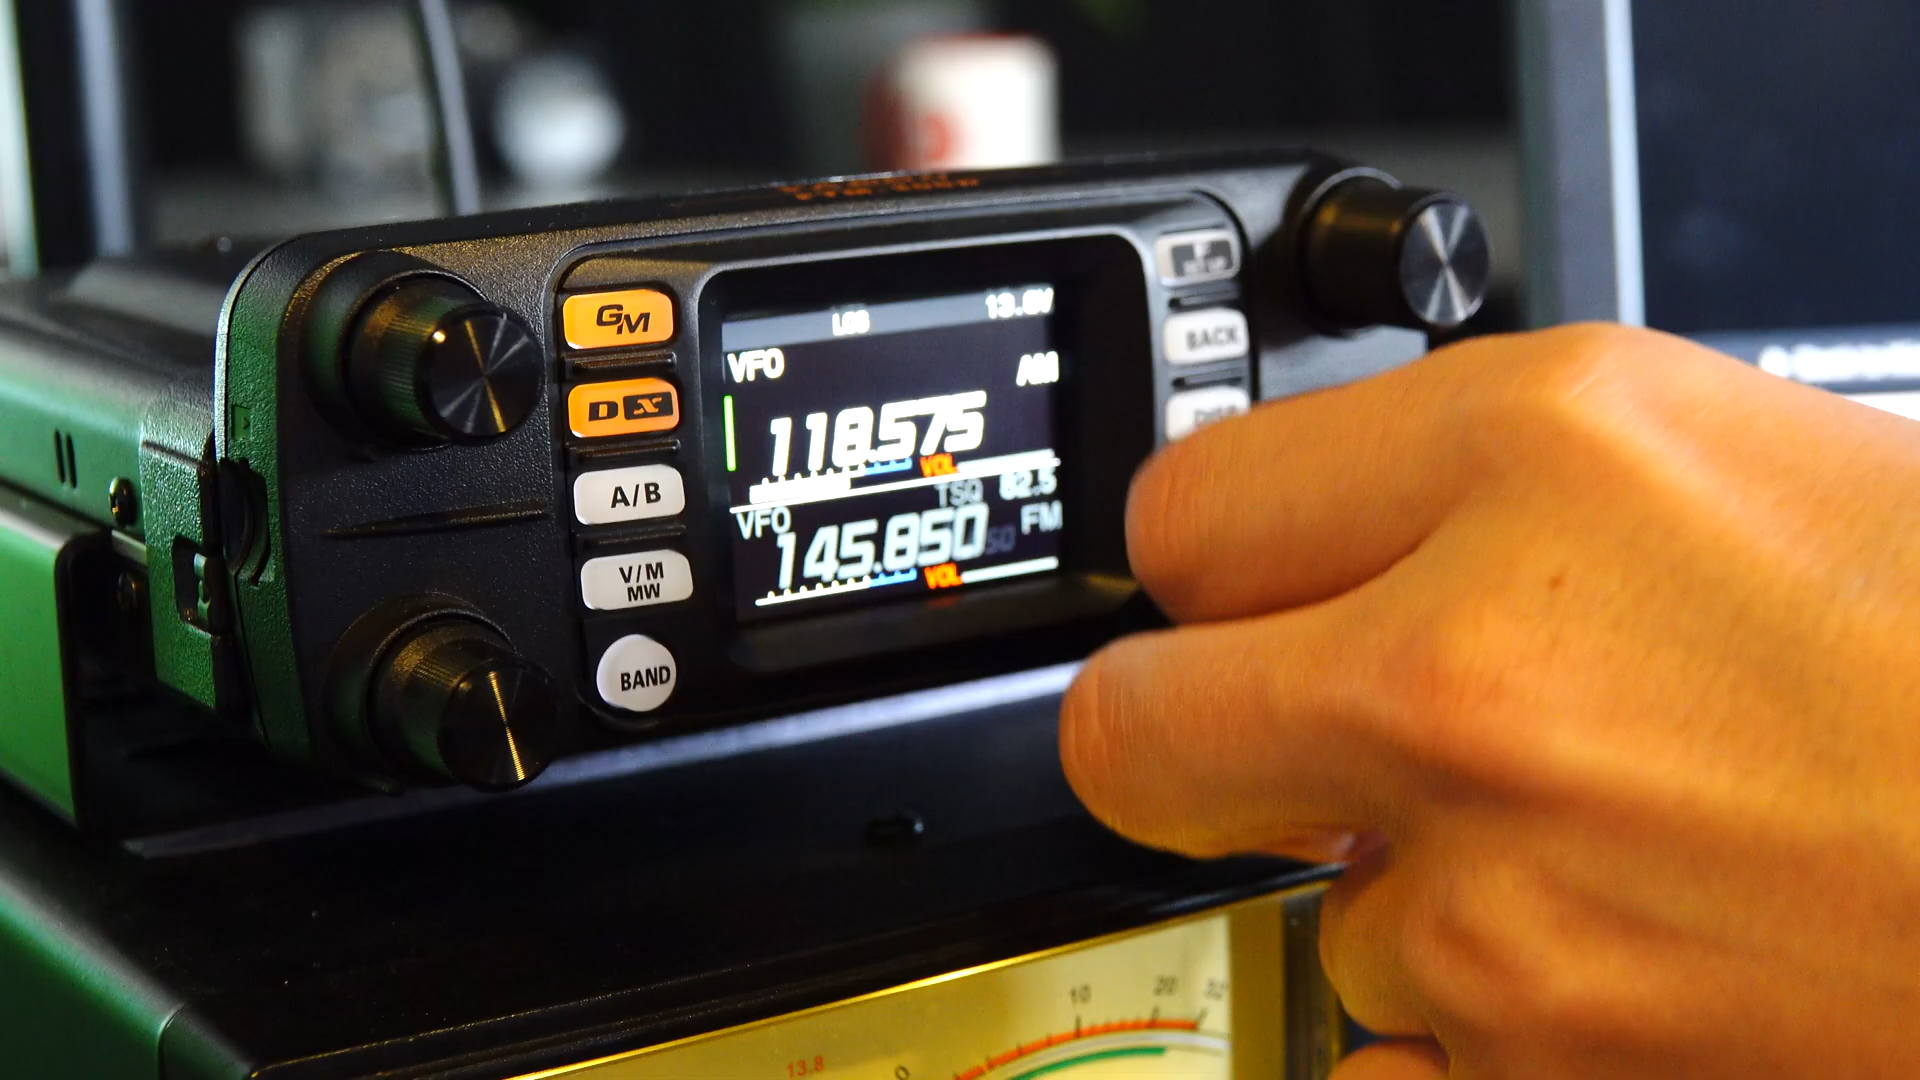 GM
DX
A/B
V/M
MW
BAND
13.8V
VFO
AM
118.575
VOL
TSQ 82.5
VFO
FM
145.850
VOL
BACK
10
20
13.8
0